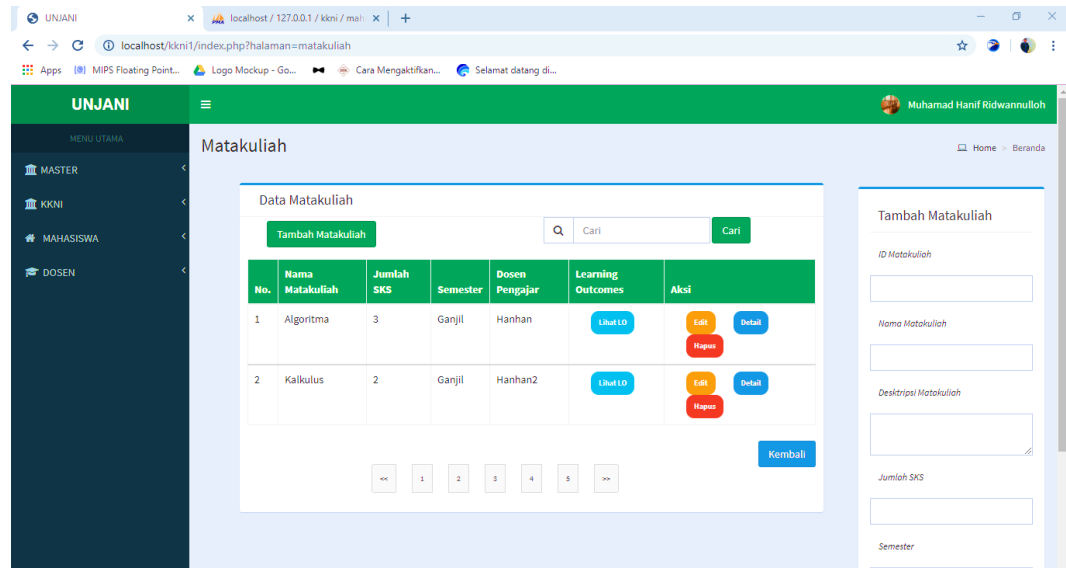 UNJANI
localhost / 127.0.0.1 / kkni / mah
localhost/kkni1/index.php?halaman=matakuliah
Apps
MIPS Floating Point...
Logo Mockup - Go...
Cara Mengaktifkan...
Selamat datang di...
UNJANI
Muhamad Hanif Ridwannulloh
MENU UTAMA
MASTER
KKNI
MAHASISWA
DOSEN
Matakuliah
Home > Beranda
Data Matakuliah
Tambah Matakuliah
Cari
Cari
No. Nama Matakuliah Jumlah SKS Semester Dosen Pengajar Learning Outcomes Aksi
1 Algoritma 3 Ganjil Hanhan Lihat LO Edit Detail
Hapus
2 Kalkulus 2 Ganjil Hanhan2 Lihat LO Edit Detail
Hapus
Kembali
<< 1 2 3 4 5 >>
Tambah Matakuliah
ID Matakuliah
Nama Matakuliah
Desktripsi Matakuliah
Jumlah SKS
Semester